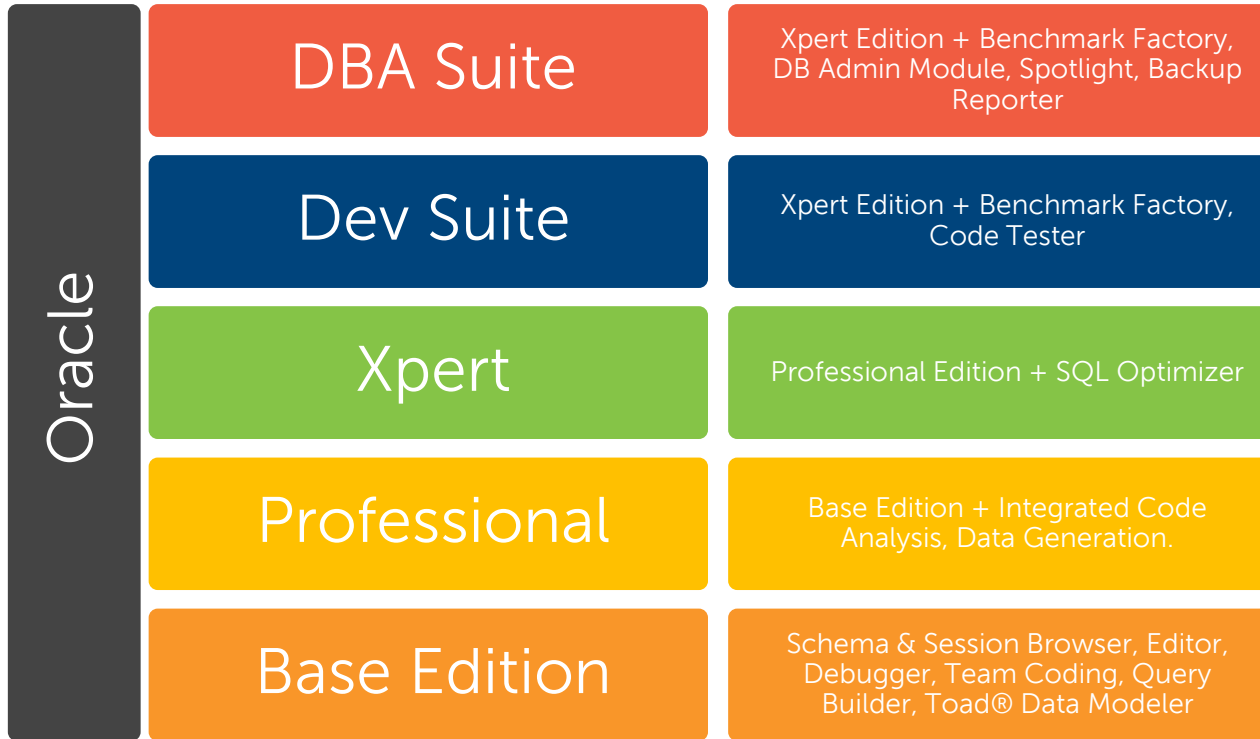 Oracle
DBA Suite
Xpert Edition + Benchmark Factory,
DB Admin Module, Spotlight, Backup
Reporter
Dev Suite
Xpert Edition + Benchmark Factory,
Code Tester
Xpert
Professional Edition + SQL Optimizer
Professional
Base Edition + Integrated Code
Analysis, Data Generation.
Base Edition
Schema & Session Browser, Editor,
Debugger, Team Coding, Query
Builder, Toad® Data Modeler